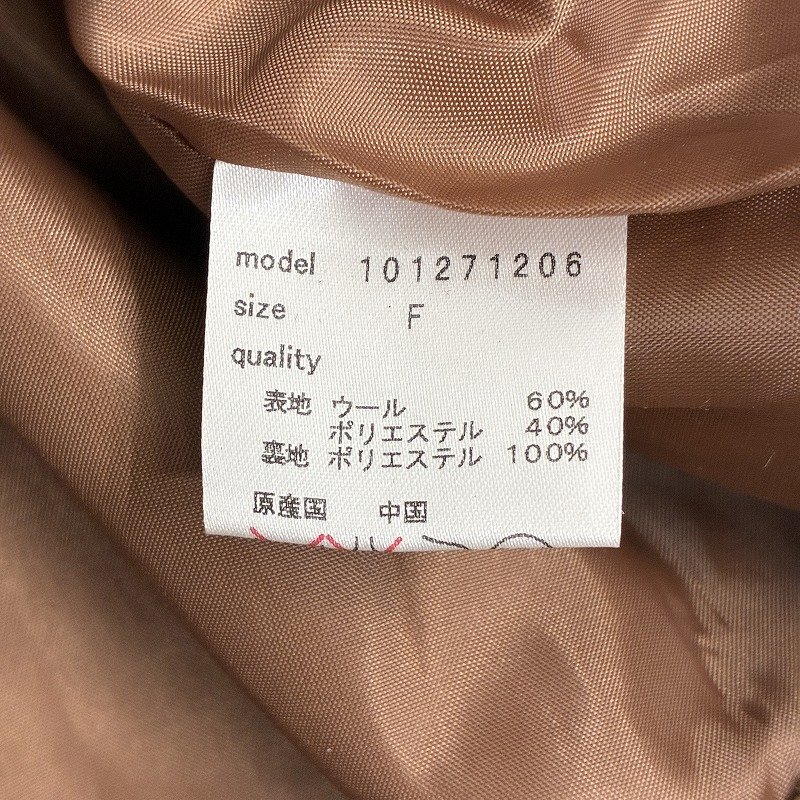 model 101271206
size F
quality
表地 ウール 60%
ポリエステル 40%
裏地 ポリエステル 100%
原産国 中国